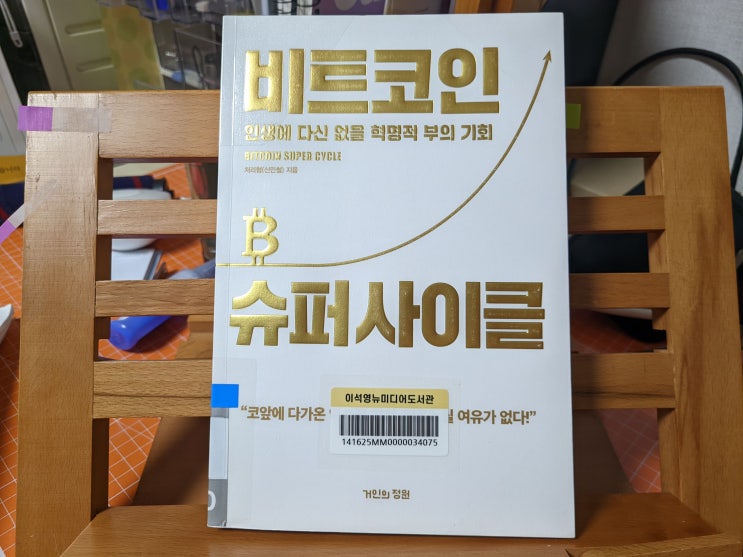 비트코인
인생에 다신 없을 혁명적 부의 기회
BITCOIN SUPER CYCLE
지음
슈퍼 사이클
“코앞에 다가온
여유가 없다!”
이석영뉴미디어도서관
141625MM0000034075
거인의 정원